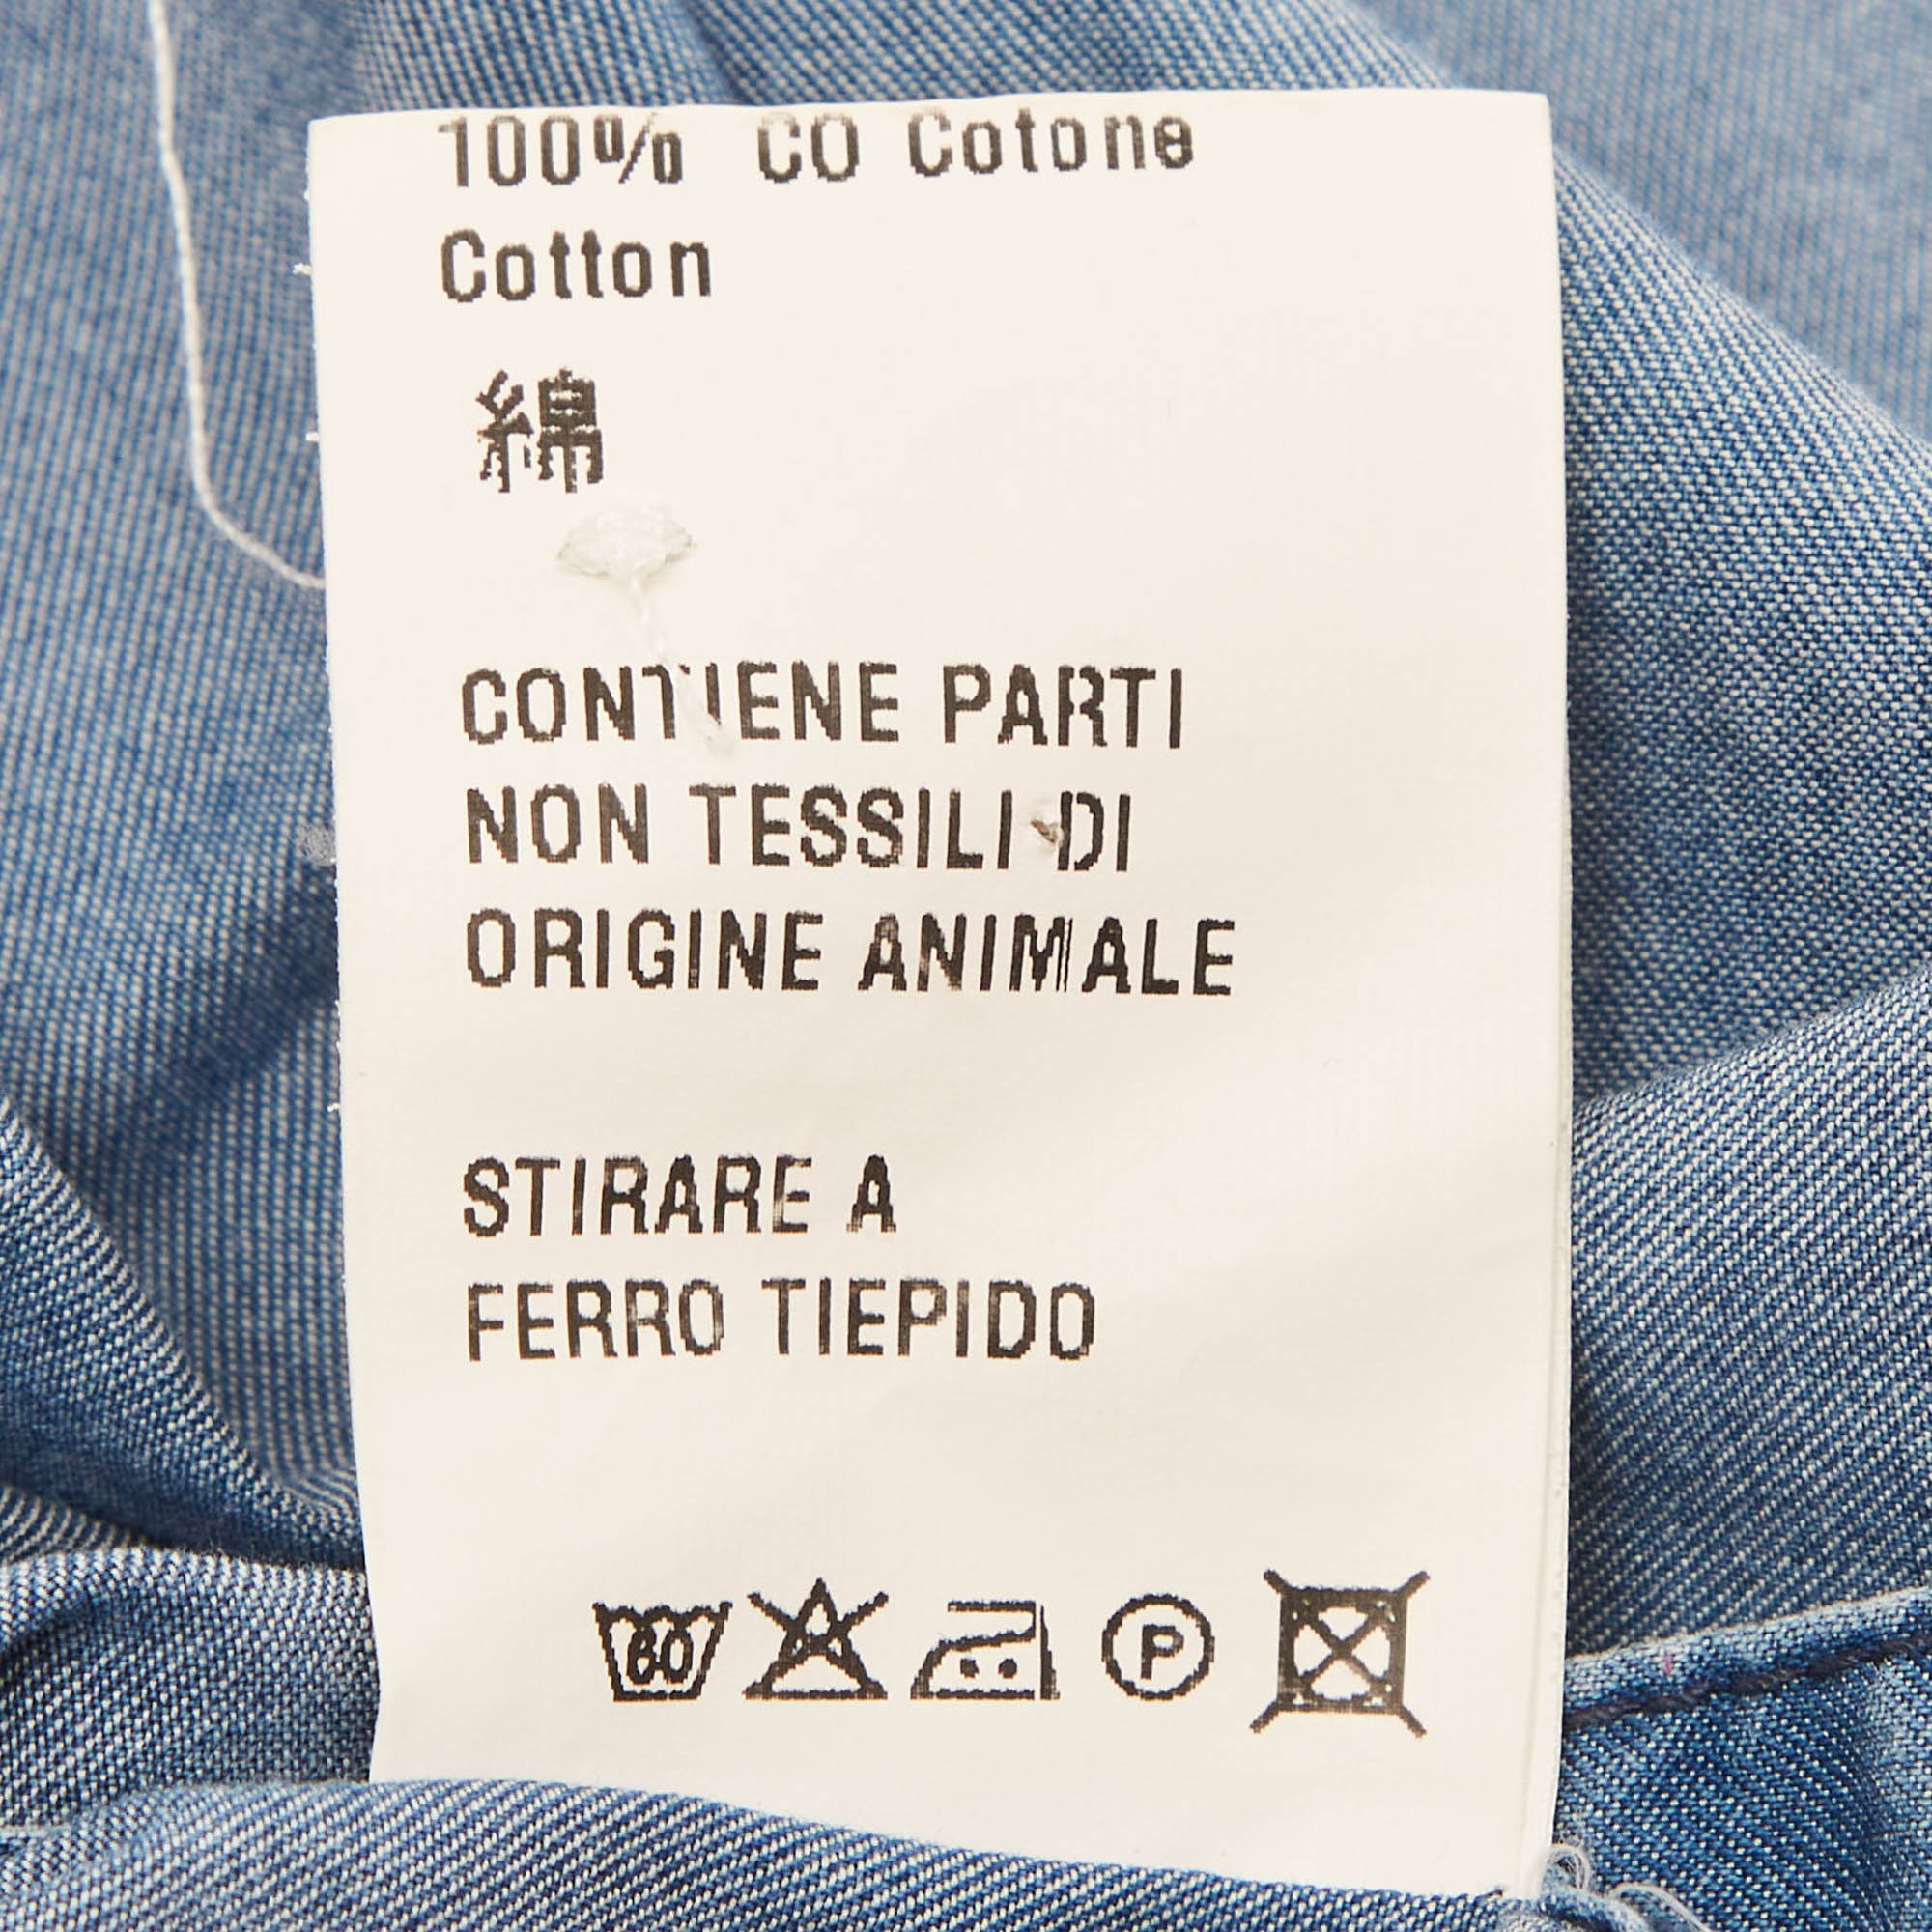 100% CO Cotone
Cotton
綿
CONTIENE PARTI
NON TESSILI DI
ORIGINE ANIMALE
STIRARE A
FERRO TIEPIDO
60 P